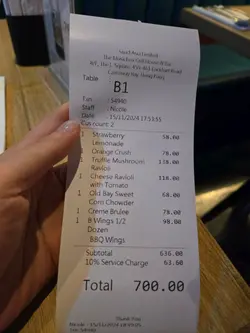 Table
B1
Staff : Nicole
Date : 15/11/2024 17:51:55
Customer: 2
1 Strawberry 58.00
Lemonade
1 Orange Crush 78.00
1 Truffle Mushroom 138.00
Ravioli
1 Cheese Ravioli 118.00
with Tomato
1 Old Bay Sweet 68.00
Corn Chowder
1 Creme Brulee 78.00
1 B Wings 1/2 98.00
Dozen
BBQ Wings
Subtotal 636.00
10% Service Charge 63.60
Total 700.00
Thank You